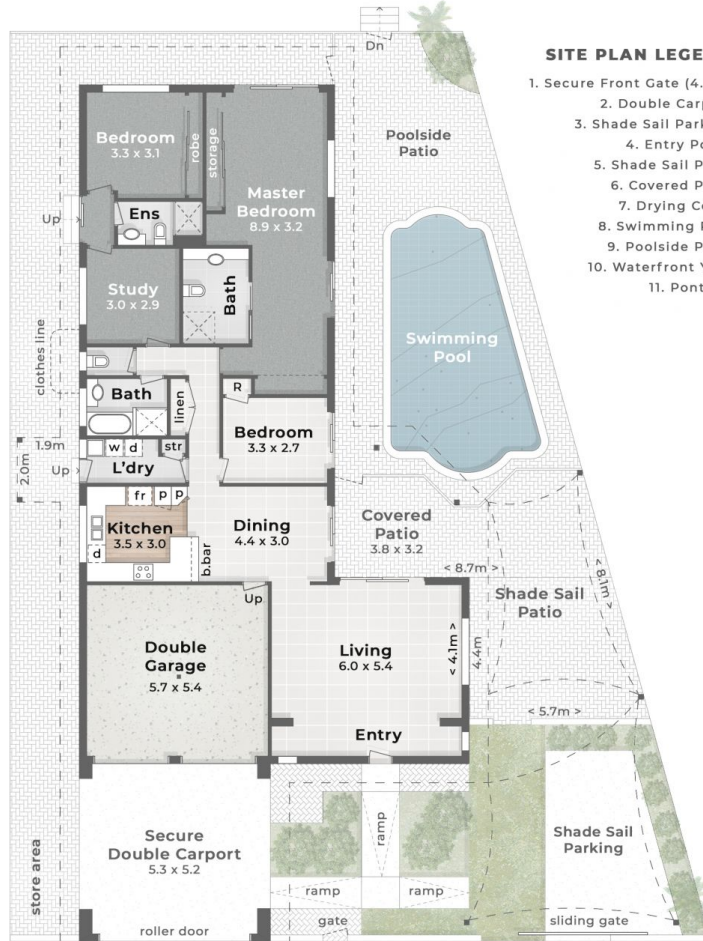 Dn
SITE PLAN LEGE
1. Secure Front Gate (4.
2. Double Carp
3. Shade Sail Park
4. Entry Po
5. Shade Sail P
6. Covered P
7. Drying Co
8. Swimming P
9. Poolside P
10. Waterfront Y
11. Pont
Poolside
Patio
Bedroom
3.3 x 3.1
robe
storage
Master
Bedroom
8.9 x 3.2
Up
Ens
Study
3.0 x 2.9
Bath
Swimming
Pool
clothes line
Bath
linen
R
Bedroom
3.3 x 2.7
1.9m
2.0m
Up
w d
str
L'dry
fr
p
p
Kitchen
3.5 x 3.0
d
b.bar
Dining
4.4 x 3.0
Covered
Patio
3.8 x 3.2
< 8.7m >
< 8.1m >
Shade Sail
Patio
Up
Double
Garage
5.7 x 5.4
Living
6.0 x 5.4
< 4.1m >
4.4m
< 5.7m >
Entry
store area
Secure
Double Carport
5.3 x 5.2
ramp
ramp
ramp
Shade Sail
Parking
roller door
gate
sliding gate